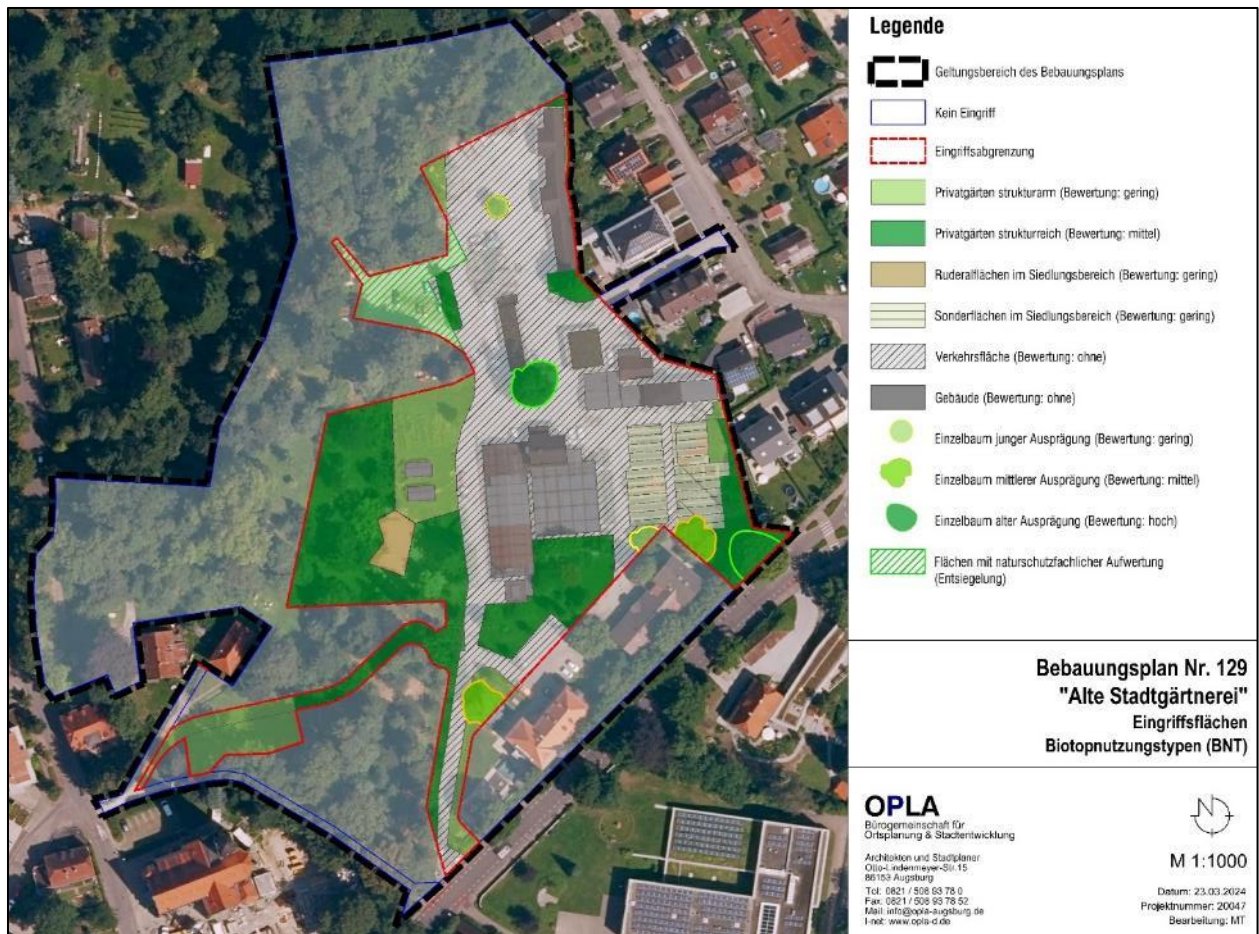 Legende
Geltungsbereich des Bebauungsplans
Kein Eingriff
Eingriffsabgrenzung
Privatgärten strukturarm (Bewertung: gering)
Privatgärten strukturreich (Bewertung: mittel)
Ruderalflächen im Siedlungsbereich (Bewertung: gering)
Sonderflächen im Siedlungsbereich (Bewertung: gering)
Verkehrsfläche (Bewertung: ohne)
Gebäude (Bewertung: ohne)
Einzelbaum junger Ausprägung (Bewertung: gering)
Einzelbaum mittlerer Ausprägung (Bewertung: mittel)
Einzelbaum alter Ausprägung (Bewertung: hoch)
Flächen mit naturschutzfachlicher Aufwertung
(Entsiegelung)
Bebauungsplan Nr. 129
"Alte Stadtgärtnerei"
Eingriffsflächen
Biotopnutzungstypen (BNT)
OPLA
Bürogemeinschaft für
Ortsplanung & Stadtentwicklung
Architekten und Stadtplaner
Otto-Lindenmeyer-Str.15
86153 Augsburg
Tel: 0821 / 508 93 78 0
Fax: 0821 / 508 93 78 52
Mail: info@opla-augsburg.de
I-net: www.opla-d.de
N
M 1:1000
Datum: 23.03.2024
Projektnummer: 20047
Bearbeitung: MT